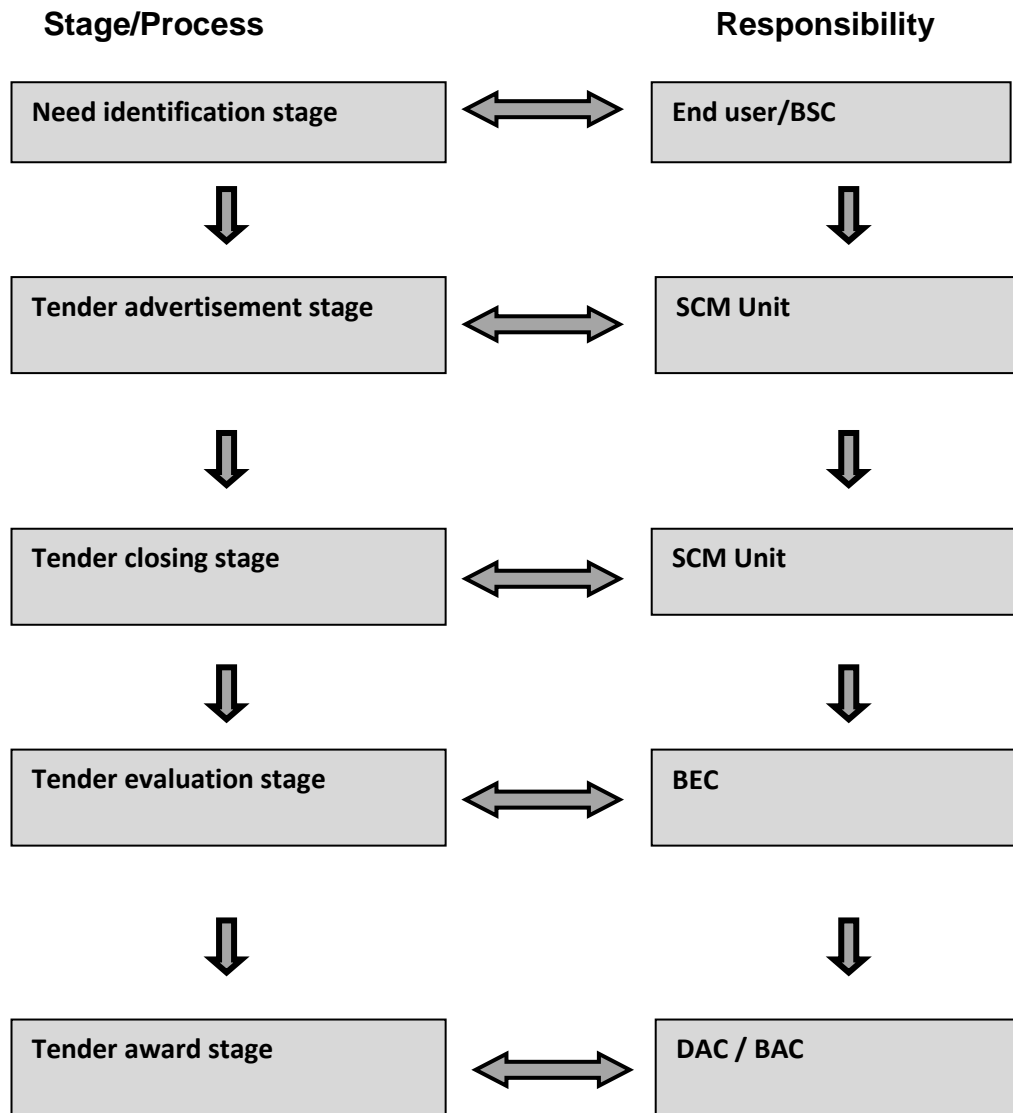 Stage/Process
Responsibility
Need identification stage
End user/BSC
Tender advertisement stage
SCM Unit
Tender closing stage
SCM Unit
Tender evaluation stage
BEC
Tender award stage
DAC / BAC